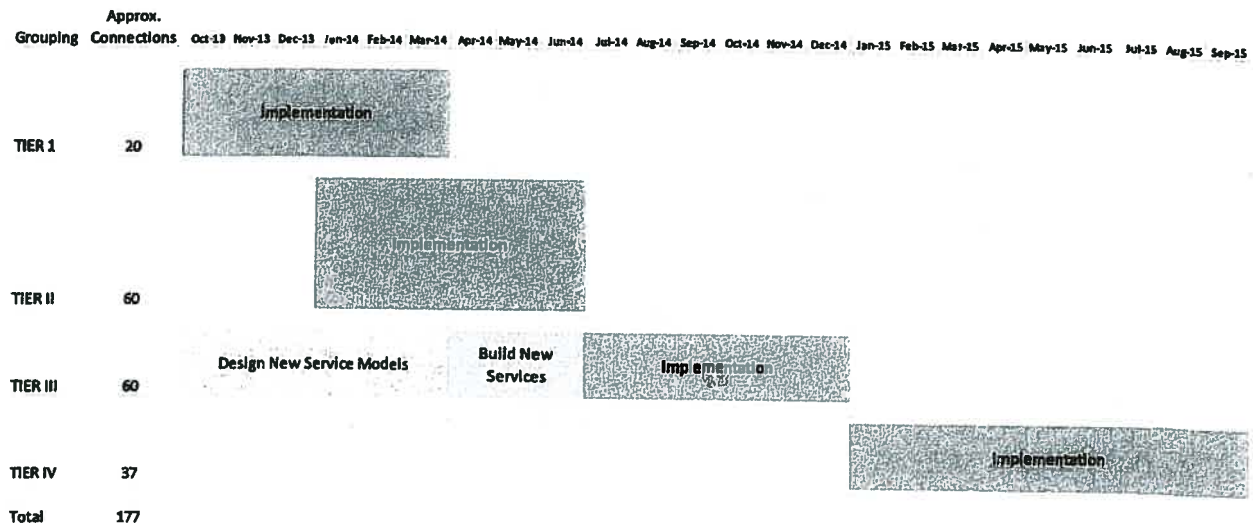 Approx.
Grouping Connections Oct-13 Nov-13 Dec-13 Jan-14 Feb-14 Mar-14 Apr-14 May-14 Jun-14 Jul-14 Aug-14 Sep-14 Oct-14 Nov-14 Dec-14 Jan-15 Feb-15 Mar-15 Apr-15 May-15 Jun-15 Jul-15 Aug-15 Sep-15
Implementation
TIER 1 20
Implementation
TIER II 60
Design New Service Models
Build New
Services
Implementation
TIER III 60
Implementation
TIER IV 37
Total 177